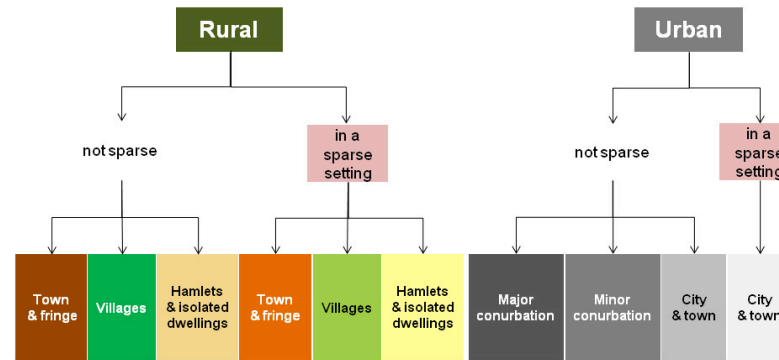 Rural
Urban
not sparse
in a
sparse
setting
not sparse
in a
sparse
setting
Town
& fringe
Villages
Hamlets
& isolated
dwellings
Town
& fringe
Villages
Hamlets
& isolated
dwellings
Major
conurbation
Minor
conurbation
City
& town
City
& town